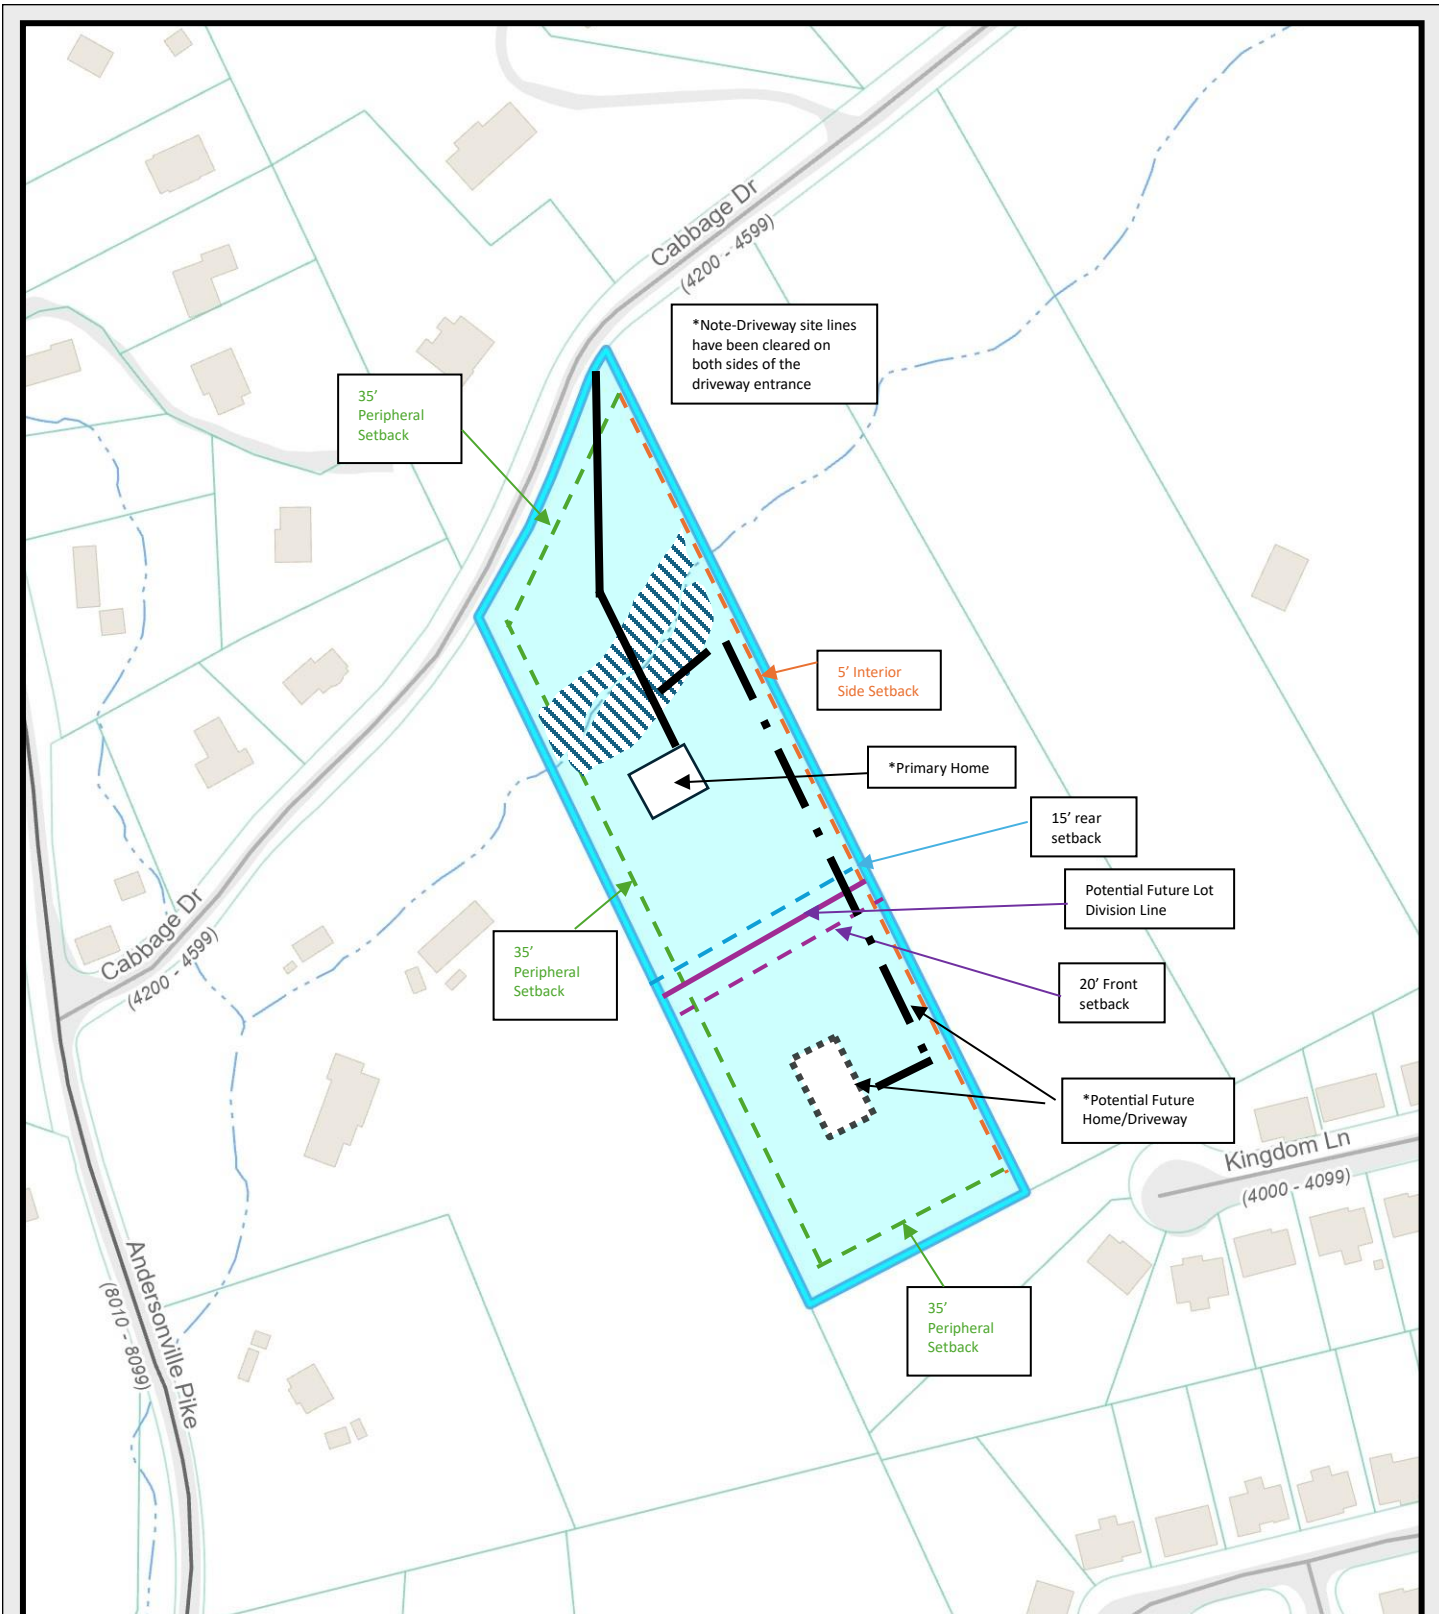 Cabbage Dr
(4200 - 4599)
*Note-Driveway site lines
have been cleared on
both sides of the
driveway entrance
35'
Peripheral
Setback
5' Interior
Side Setback
*Primary Home
15' rear
setback
Potential Future Lot
Division Line
Cabbage Dr
(4200 - 4599)
35'
Peripheral
Setback
20' Front
setback
*Potential Future
Home/Driveway
Kingdom Ln
(4000 - 4099)
Andersonville Pike
(8010 - 8099)
35'
Peripheral
Setback